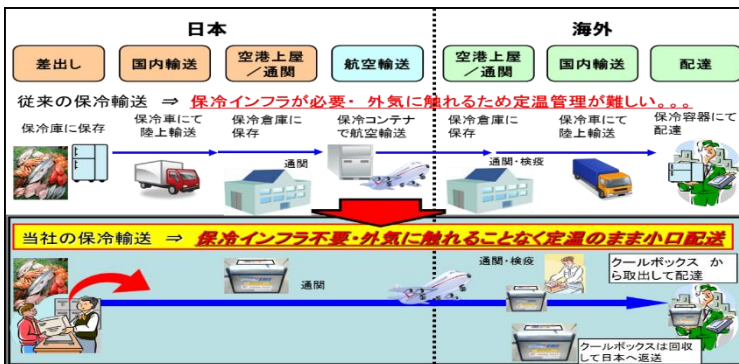 日本
海外
差出し
国内輸送
空港上屋
／通関
航空輸送
空港上屋
／通関
国内輸送
配達
従来の保冷輸送 ⇒ 保冷インフラが必要・外気に触れるため定温管理が難しい。。。
保冷庫に保存
保冷車にて
陸上輸送
保冷倉庫に
保存
保冷コンテナ
で航空輸送
保冷倉庫に
保存
保冷車にて
陸上輸送
保冷容器にて
配達
通関
通関・検疫
当社の保冷輸送 ⇒ 保冷インフラ不要・外気に触れることなく定温のまま小口配送
通関
通関・検疫
クールボックス か
ら取出して配達
クールボックスは回収
して日本へ返送